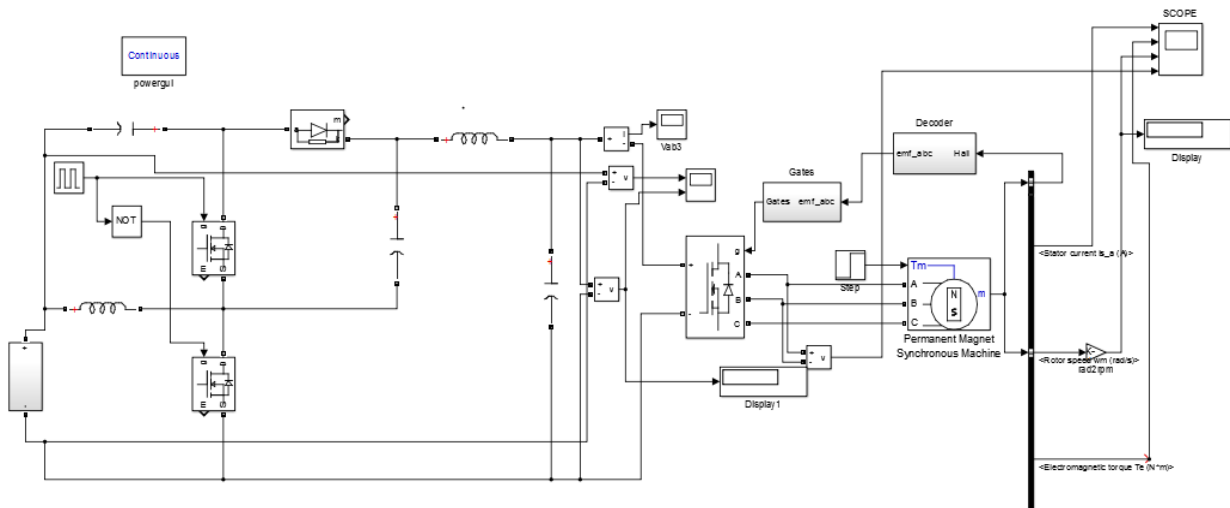 SCOPE
Continuous
powergui
m
Vab3
Decoder
emf_abc
Hall
Display
Gates
Gates
emf_abc
NOT
v
v
g
A
B
C
Step
Tm
A
B
C
m
N
S
Permanent Magnet
Synchronous Machine
v
Display1
<Stator current is_a (A)>
K-
<Rotor speed wm (rad/s)>
rad2rpm
<Electromagnetic torque Te (N*m)>